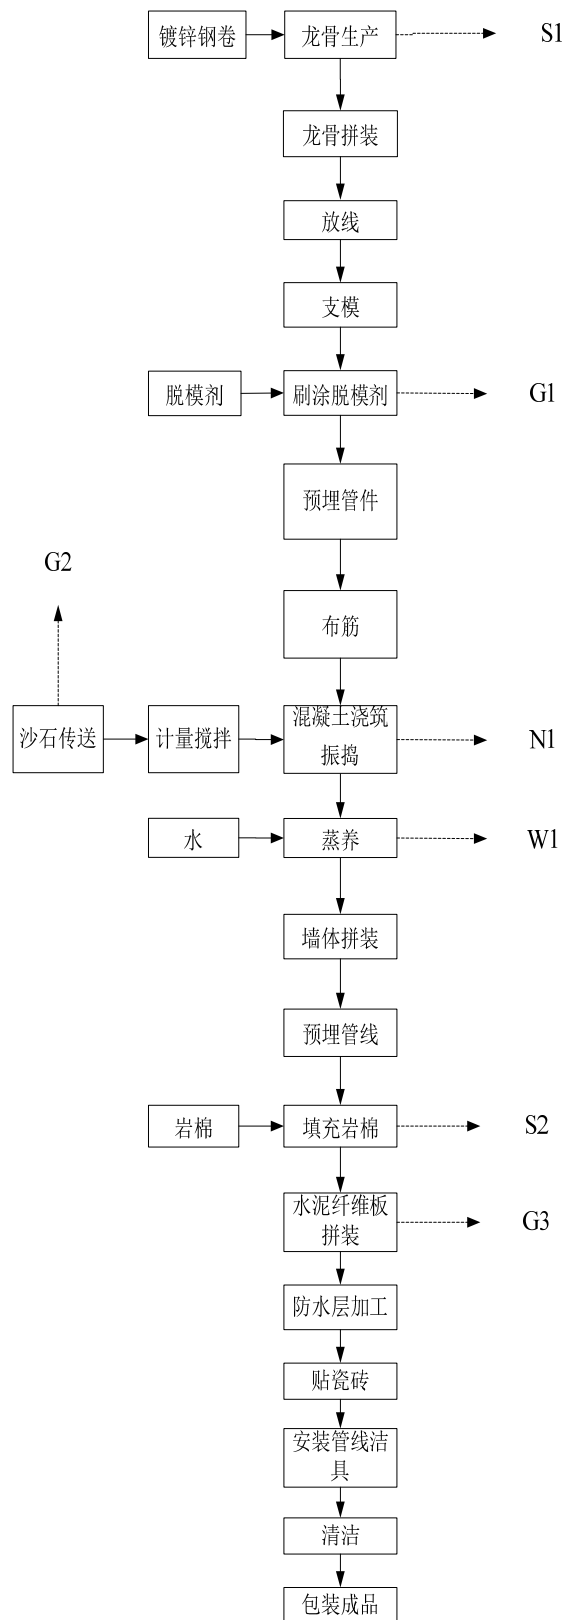 镀锌钢卷
龙骨生产
S1
龙骨拼装
放线
支模
脱模剂
刷涂脱模剂
G1
预埋管件
G2
布筋
沙石传送
计量搅拌
混凝土浇筑
振捣
N1
水
蒸养
W1
墙体拼装
预埋管线
岩棉
填充岩棉
S2
水泥纤维板
拼装
G3
防水层加工
贴瓷砖
安装管线洁
具
清洁
包装成品